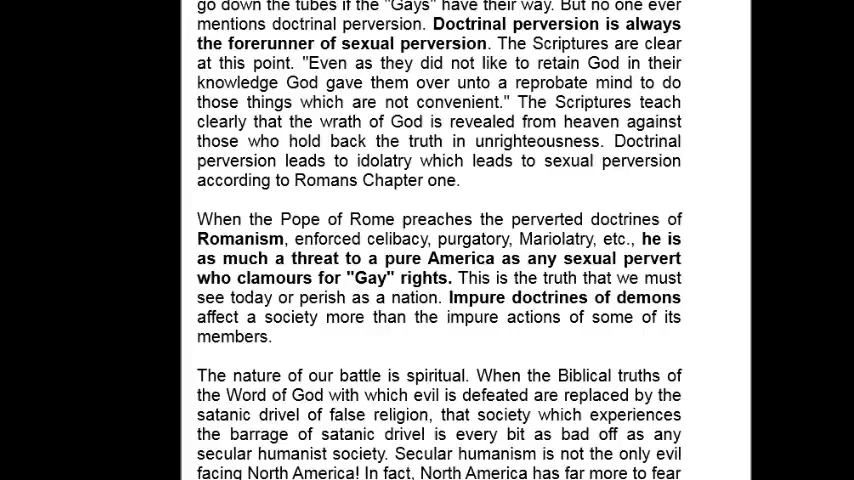 go down the tubes if the "Gays" have their way. But no one ever
mentions doctrinal perversion. Doctrinal perversion is always
the forerunner of sexual perversion. The Scriptures are clear
at this point. "Even as they did not like to retain God in their
knowledge God gave them over unto a reprobate mind to do
those things which are not convenient." The Scriptures teach
clearly that the wrath of God is revealed from heaven against
those who hold back the truth in unrighteousness. Doctrinal
perversion leads to idolatry which leads to sexual perversion
according to Romans Chapter one.
When the Pope of Rome preaches the perverted doctrines of
Romanism, enforced celibacy, purgatory, Mariolatry, etc., he is
as much a threat to a pure America as any sexual pervert
who clamours for "Gay" rights. This is the truth that we must
see today or perish as a nation. Impure doctrines of demons
affect a society more than the impure actions of some of its
members.
The nature of our battle is spiritual. When the Biblical truths of
the Word of God with which evil is defeated are replaced by the
satanic drivel of false religion, that society which experiences
the barrage of satanic drivel is every bit as bad off as any
secular humanist society. Secular humanism is not the only evil
facing North America! In fact, North America has far more to fear